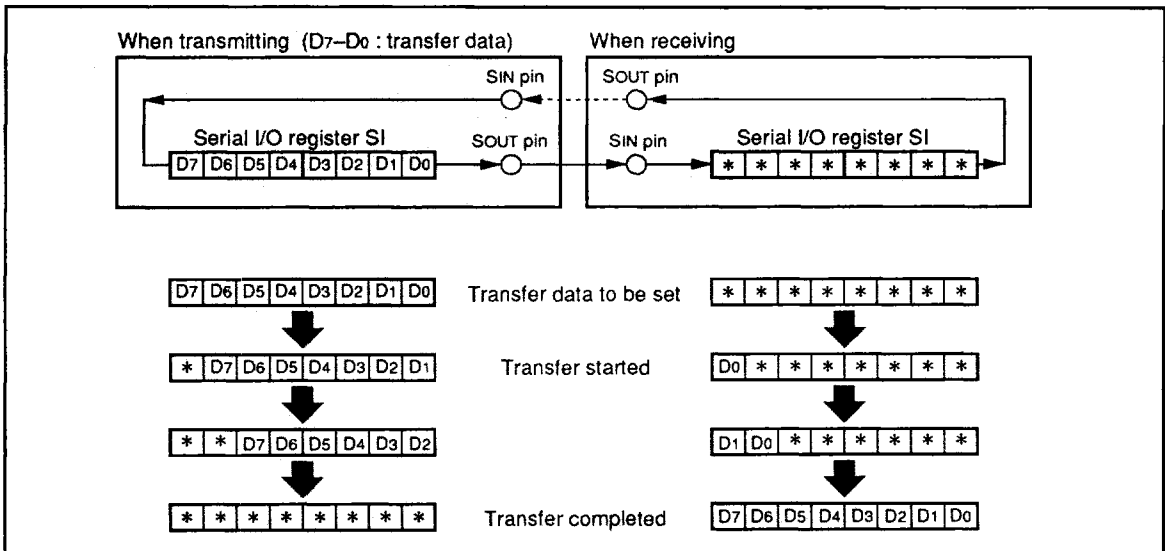 When transmitting (D7–D0 : transfer data)
When receiving
SIN pin
SOUT pin
Serial I/O register SI
SOUT pin
SIN pin
Serial I/O register SI
D7 D6 D5 D4 D3 D2 D1 D0
* * * * * * * *
D7 D6 D5 D4 D3 D2 D1 D0
Transfer data to be set
* * * * * * * *
* D7 D6 D5 D4 D3 D2 D1
Transfer started
D0 * * * * * * *
* * D7 D6 D5 D4 D3 D2
D1 D0 * * * * * *
* * * * * * * *
Transfer completed
D7 D6 D5 D4 D3 D2 D1 D0